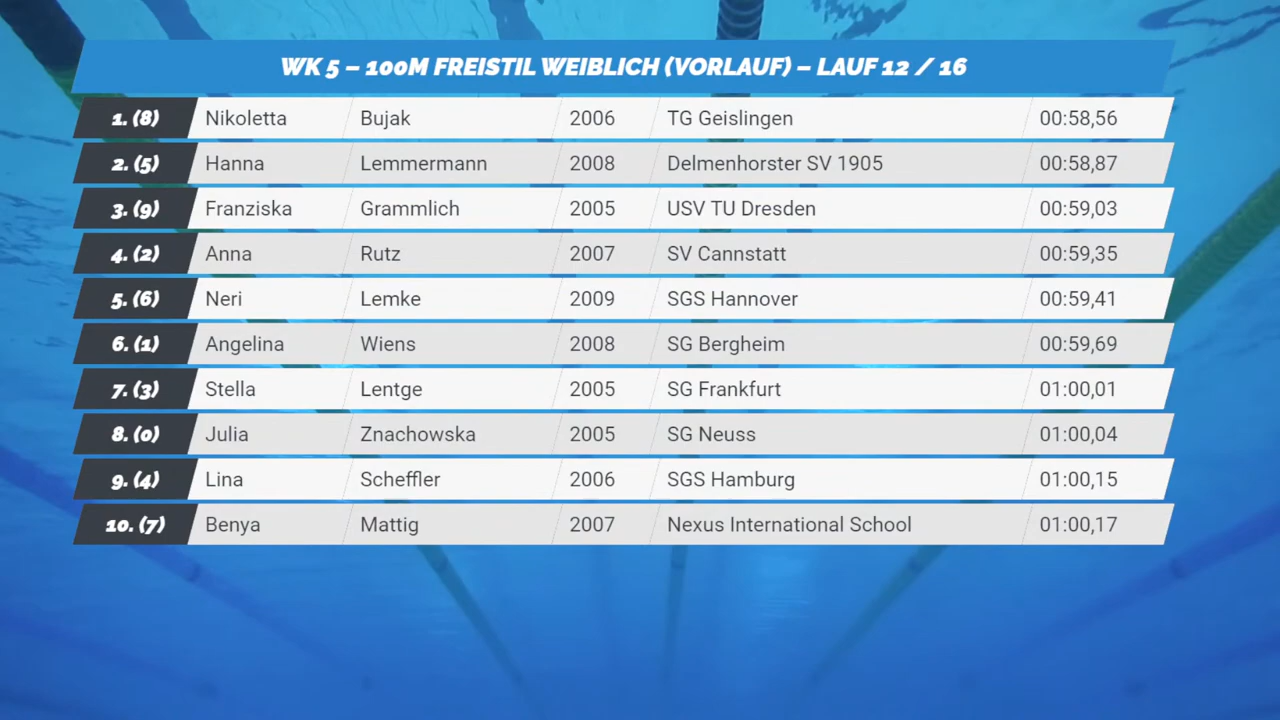 WK 5 – 100M FREISTIL WEIBLICH (VORLAUF) – LAUF 12 / 16
1. (8) Nikoletta Bujak 2006 TG Geislingen 00:58,56
2. (5) Hanna Lemmermann 2008 Delmenhorster SV 1905 00:58,87
3. (9) Franziska Grammlich 2005 USV TU Dresden 00:59,03
4. (2) Anna Rutz 2007 SV Cannstatt 00:59,35
5. (6) Neri Lemke 2009 SGS Hannover 00:59,41
6. (1) Angelina Wiens 2008 SG Bergheim 00:59,69
7. (3) Stella Lentge 2005 SG Frankfurt 01:00,01
8. (0) Julia Znachowska 2005 SG Neuss 01:00,04
9. (4) Lina Scheffler 2006 SGS Hamburg 01:00,15
10. (7) Benya Mattig 2007 Nexus International School 01:00,17